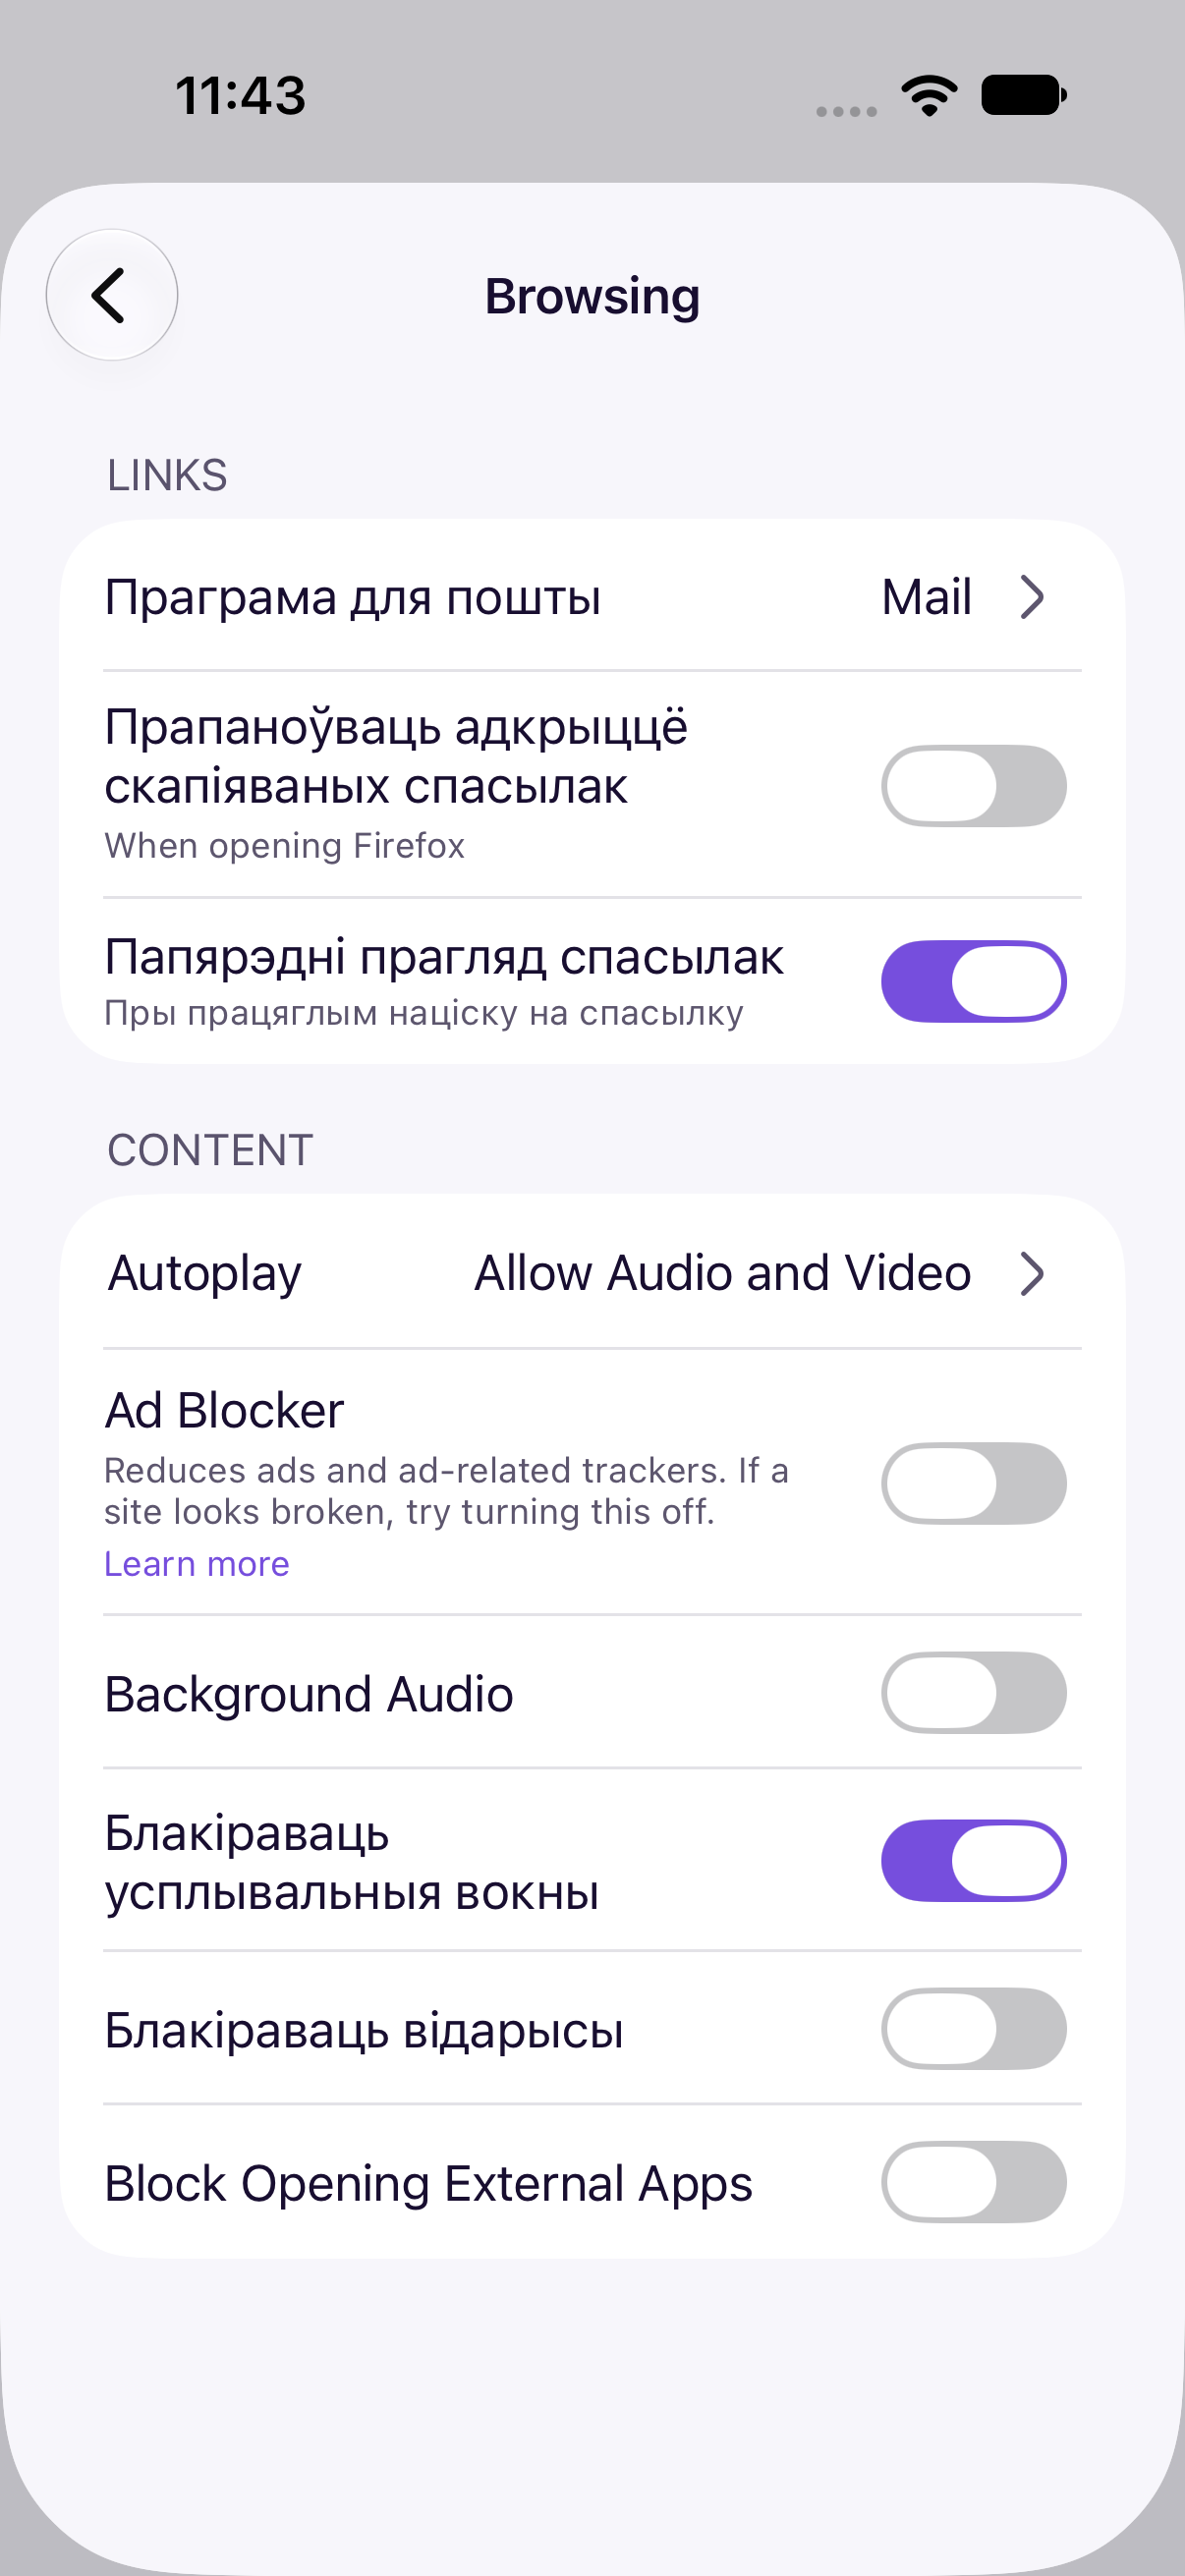 11:43
Browsing
LINKS
Праграма для пошты
Mail
Прапаноўваць адкрыццё
скапіяваных спасылак
When opening Firefox
Папярэдні прагляд спасылак
Пры працяглым націску на спасылку
CONTENT
Autoplay
Allow Audio and Video
Ad Blocker
Reduces ads and ad-related trackers. If a
site looks broken, try turning this off.
Learn more
Background Audio
Блакіраваць
усплывальныя вокны
Блакіраваць відарысы
Block Opening External Apps